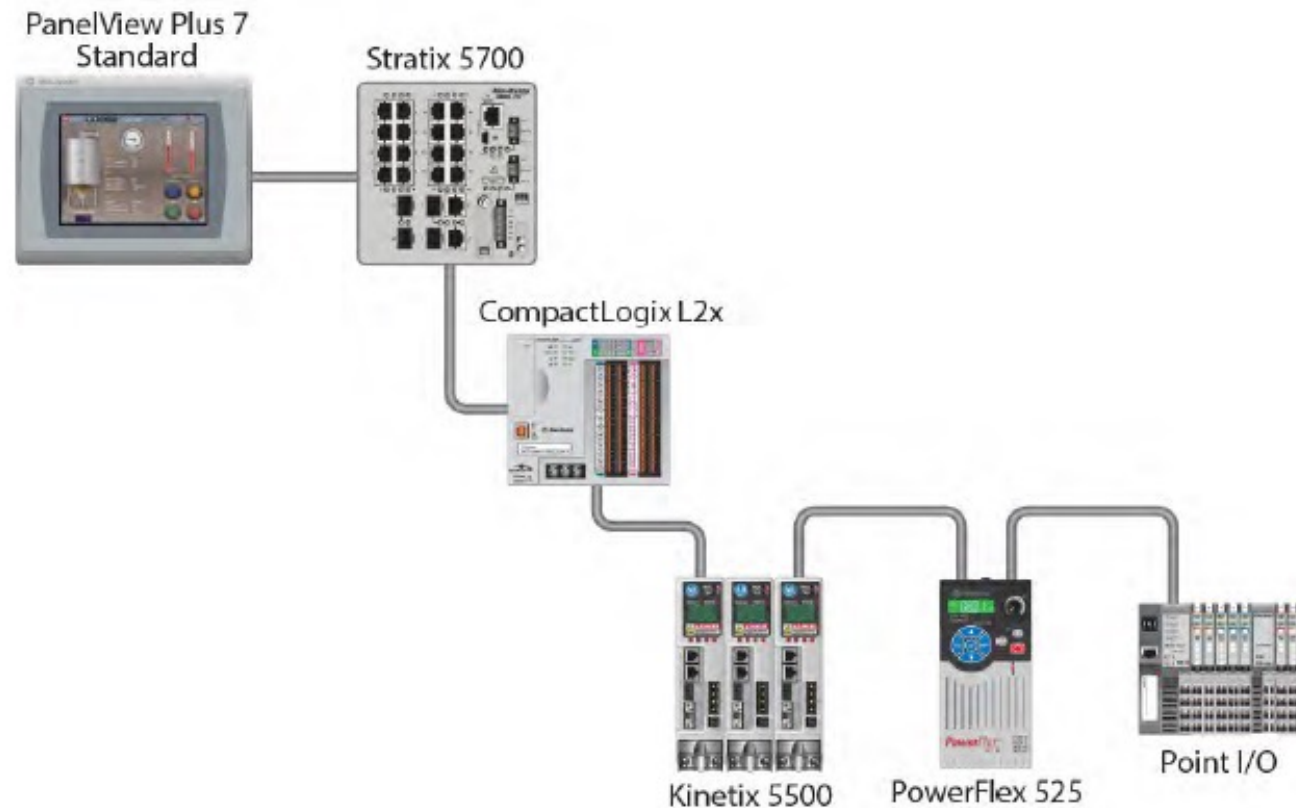 PanelView Plus 7
Standard
Stratix 5700
CompactLogix L2x
Kinetix 5500
PowerFlex 525
Point I/O